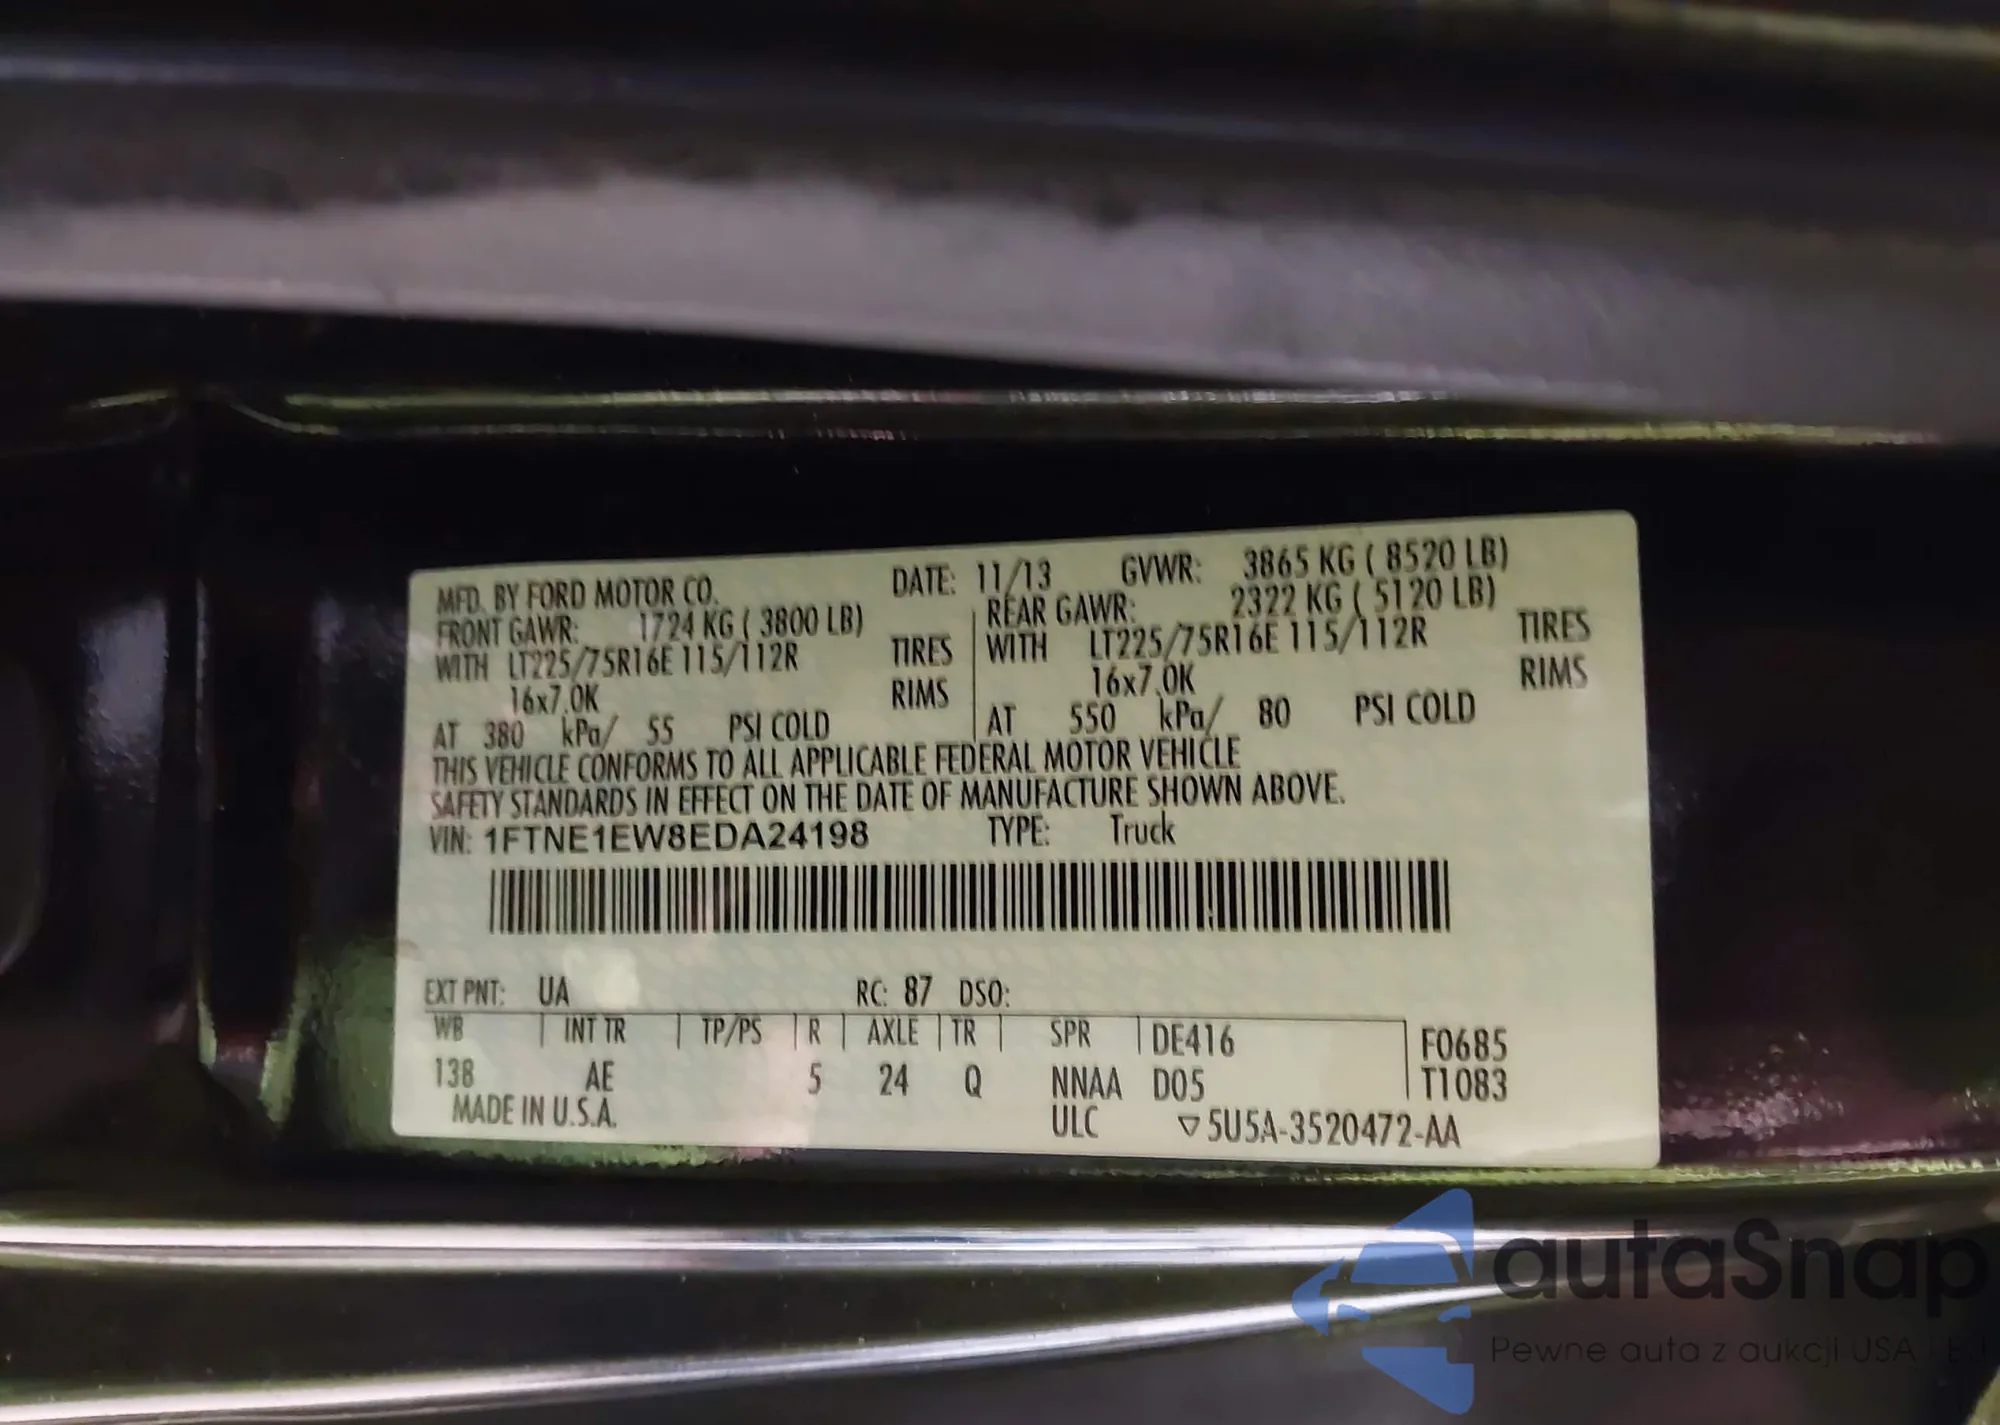 MFD. BY FORD MOTOR CO. DATE: 11/13 GVWR: 3865 KG ( 8520 LB)
FRONT GAWR: 1724 KG ( 3800 LB) REAR GAWR: 2322 KG ( 5120 LB)
WITH LT225/75R16E 115/112R TIRES WITH LT225/75R16E 115/112R TIRES
16x7.0K RIMS 16x7.0K RIMS
AT 380 kPa/ 55 PSI COLD AT 550 kPa/ 80 PSI COLD
THIS VEHICLE CONFORMS TO ALL APPLICABLE FEDERAL MOTOR VEHICLE
SAFETY STANDARDS IN EFFECT ON THE DATE OF MANUFACTURE SHOWN ABOVE.
VIN: 1FTNE1EW8EDA24198 TYPE: Truck
EXT PNT: UA RC: 87 DSO:
WB INT TR TP/PS R AXLE TR SPR DE416 F0685
138 AE 5 24 Q NNAA D05 T1083
MADE IN U.S.A. ULC ▽5U5A-3520472-AA
autaSnap
Pewne auta z aukcji USA i EU